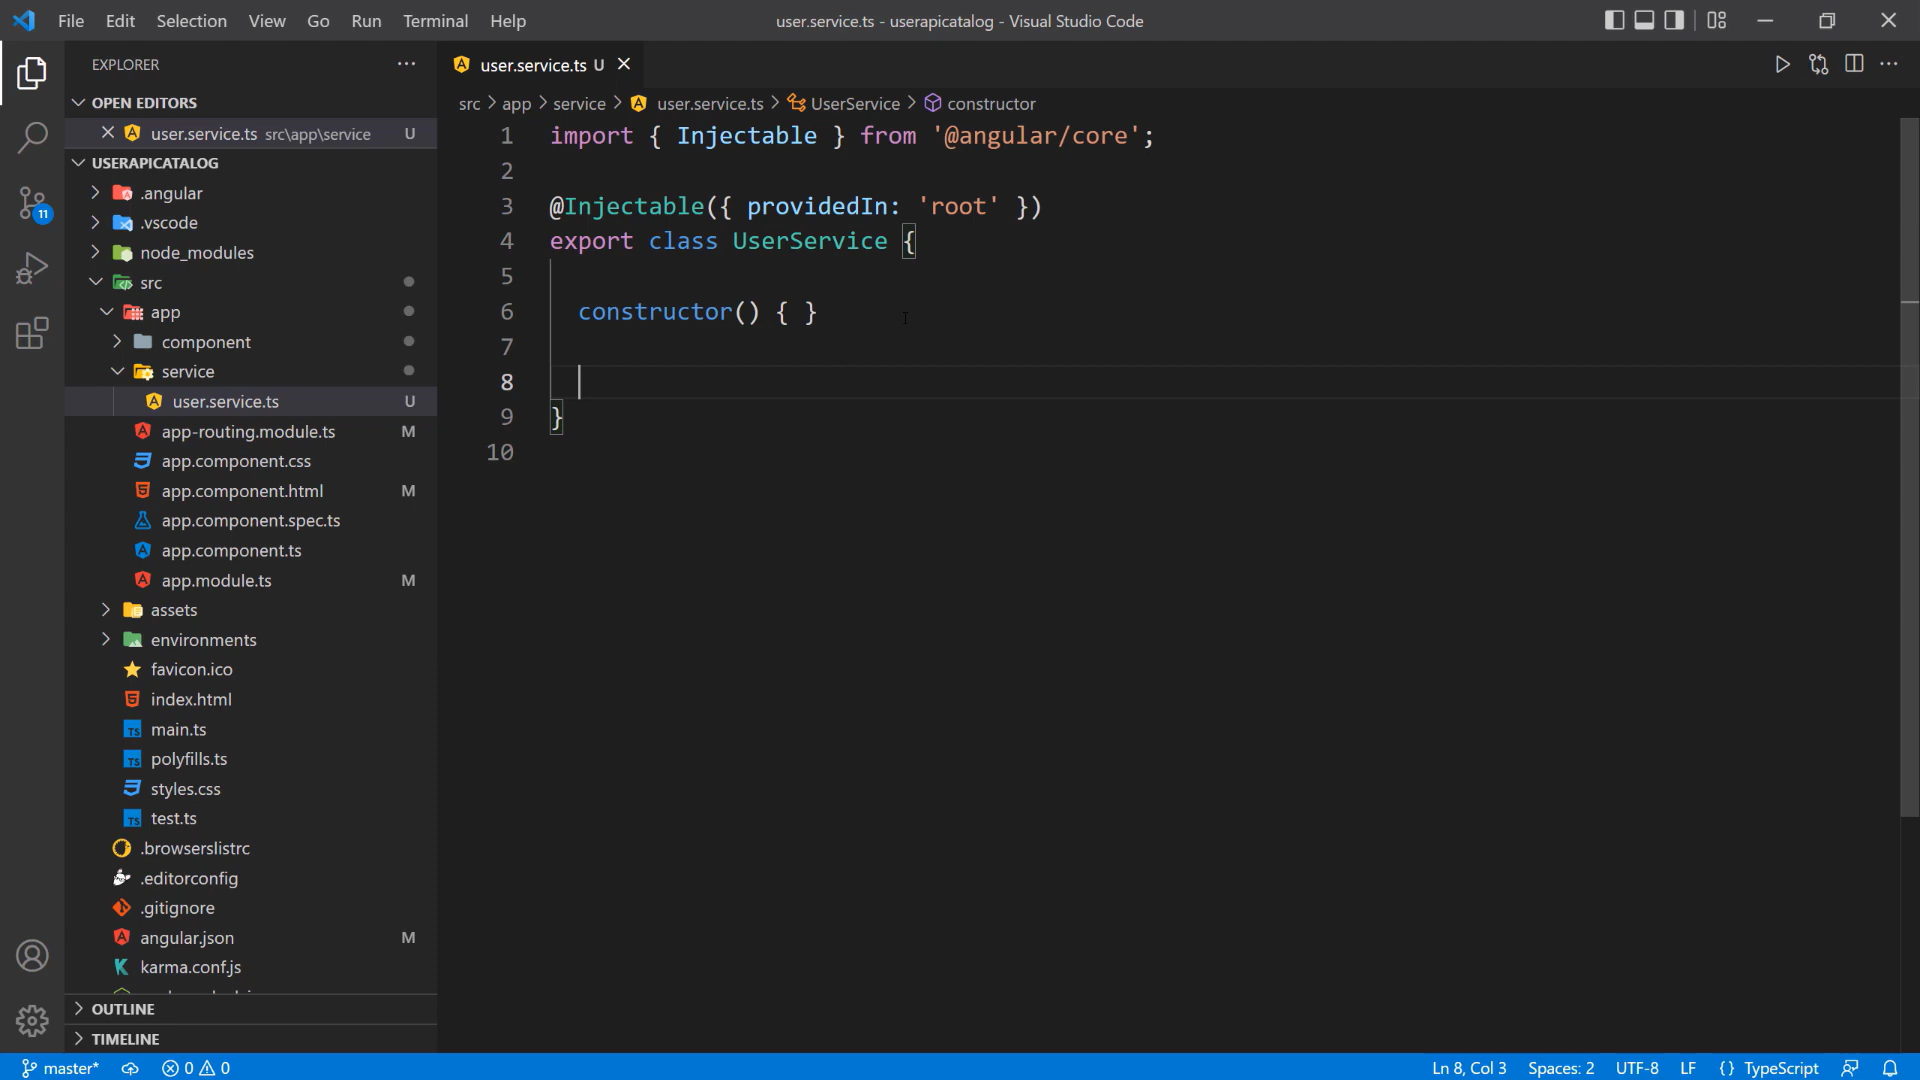 File Edit Selection View Go Run Terminal Help
user.service.ts - userapicatalog - Visual Studio Code
EXPLORER
OPEN EDITORS
user.service.ts src\app\service U
USERAPICATALOG
.angular
.vscode
node_modules
src
app
component
service
user.service.ts U
app-routing.module.ts M
app.component.css
app.component.html M
app.component.spec.ts
app.component.ts
app.module.ts M
assets
environments
favicon.ico
index.html
main.ts
polyfills.ts
styles.css
test.ts
.browserslistrc
.editorconfig
.gitignore
angular.json M
karma.conf.js
OUTLINE
TIMELINE
11
user.service.ts U
src > app > service > user.service.ts > UserService > constructor
1 import { Injectable } from '@angular/core';
2
3 @Injectable({ providedIn: 'root' })
4 export class UserService {
5
6 constructor() { }
7
8
9 }
10
master* 0 0 Ln 8, Col 3 Spaces: 2 UTF-8 LF {} TypeScript